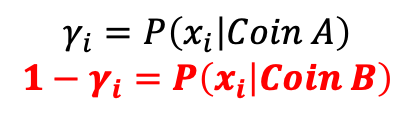 γᵢ = P(xᵢ|Coin A)
1 − γᵢ = P(xᵢ|Coin B)